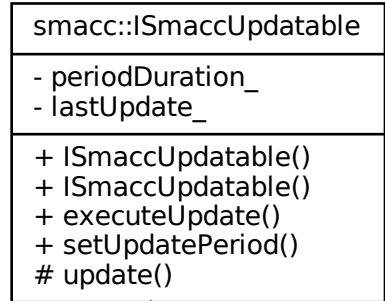 smacc::ISmaccUpdatable
- periodDuration_
- lastUpdate_
+ ISmaccUpdatable()
+ ISmaccUpdatable()
+ executeUpdate()
+ setUpdatePeriod()
# update()